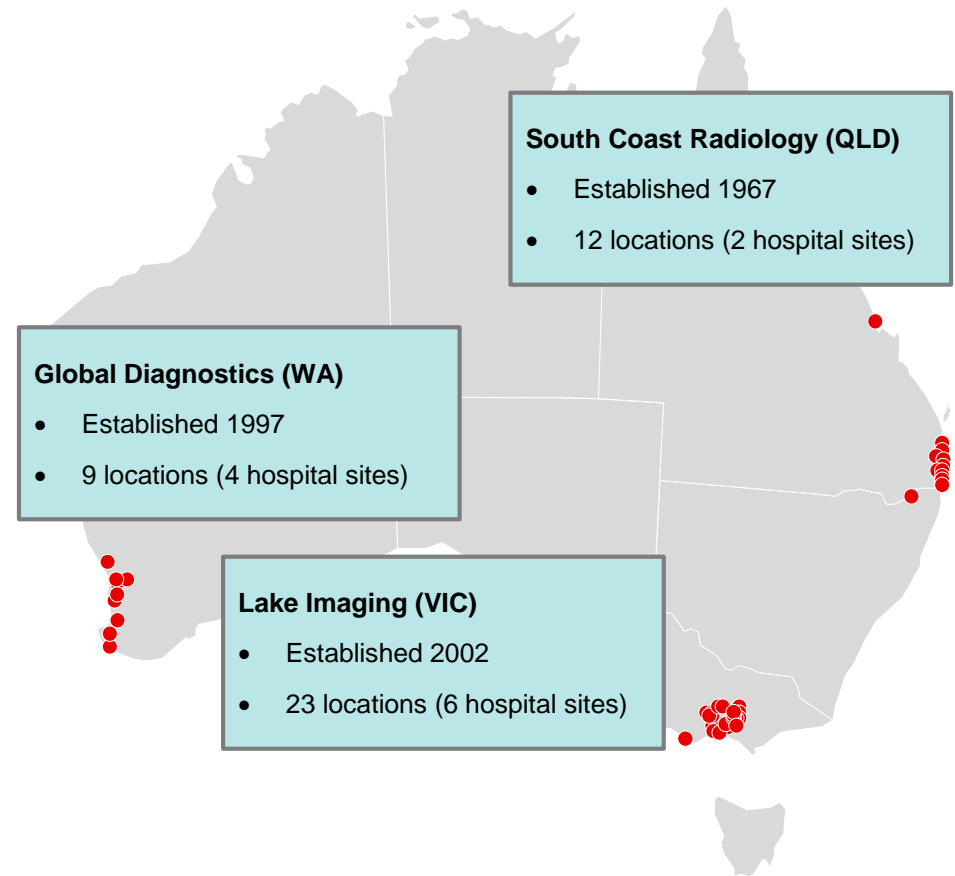 South Coast Radiology (QLD)
• Established 1967
• 12 locations (2 hospital sites)
Global Diagnostics (WA)
• Established 1997
• 9 locations (4 hospital sites)
Lake Imaging (VIC)
• Established 2002
• 23 locations (6 hospital sites)